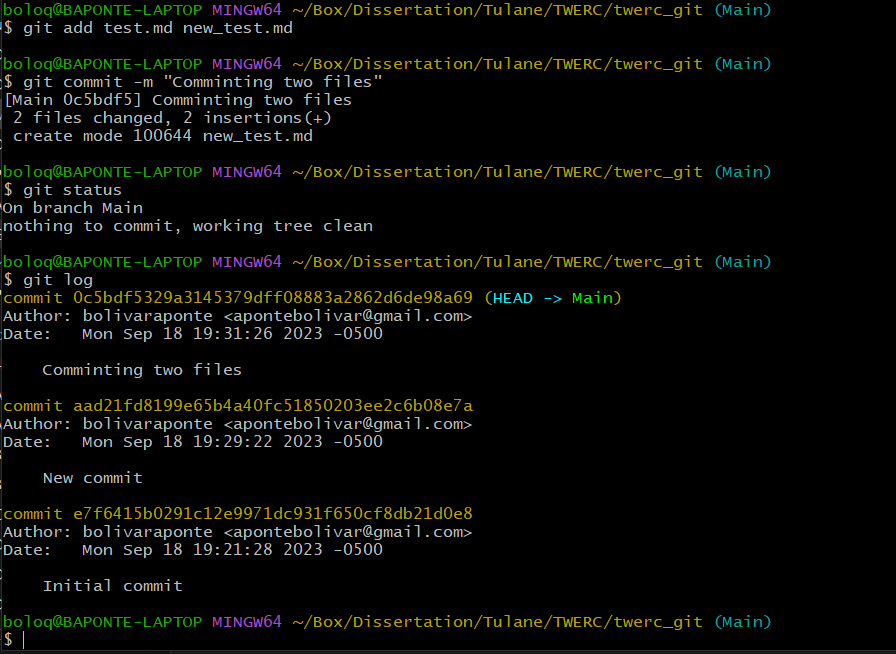 boloq@BAPONTE-LAPTOP MINGW64 ~/Box/Dissertation/Tulane/TWERC/twerc_git (Main)
$ git add test.md new_test.md
boloq@BAPONTE-LAPTOP MINGW64 ~/Box/Dissertation/Tulane/TWERC/twerc_git (Main)
$ git commit -m "Comminting two files"
[Main 0c5bdf5] Comminting two files
 2 files changed, 2 insertions(+)
 create mode 100644 new_test.md
boloq@BAPONTE-LAPTOP MINGW64 ~/Box/Dissertation/Tulane/TWERC/twerc_git (Main)
$ git status
On branch Main
nothing to commit, working tree clean
boloq@BAPONTE-LAPTOP MINGW64 ~/Box/Dissertation/Tulane/TWERC/twerc_git (Main)
$ git log
commit 0c5bdf5329a3145379dff08883a2862d6de98a69 (HEAD -> Main)
Author: bolivaraponte <apontebolivar@gmail.com>
Date:   Mon Sep 18 19:31:26 2023 -0500
    Comminting two files
commit aad21fd8199e65b4a40fc51850203ee2c6b08e7a
Author: bolivaraponte <apontebolivar@gmail.com>
Date:   Mon Sep 18 19:29:22 2023 -0500
    New commit
commit e7f6415b0291c12e9971dc931f650cf8db21d0e8
Author: bolivaraponte <apontebolivar@gmail.com>
Date:   Mon Sep 18 19:21:28 2023 -0500
    Initial commit
boloq@BAPONTE-LAPTOP MINGW64 ~/Box/Dissertation/Tulane/TWERC/twerc_git (Main)
$